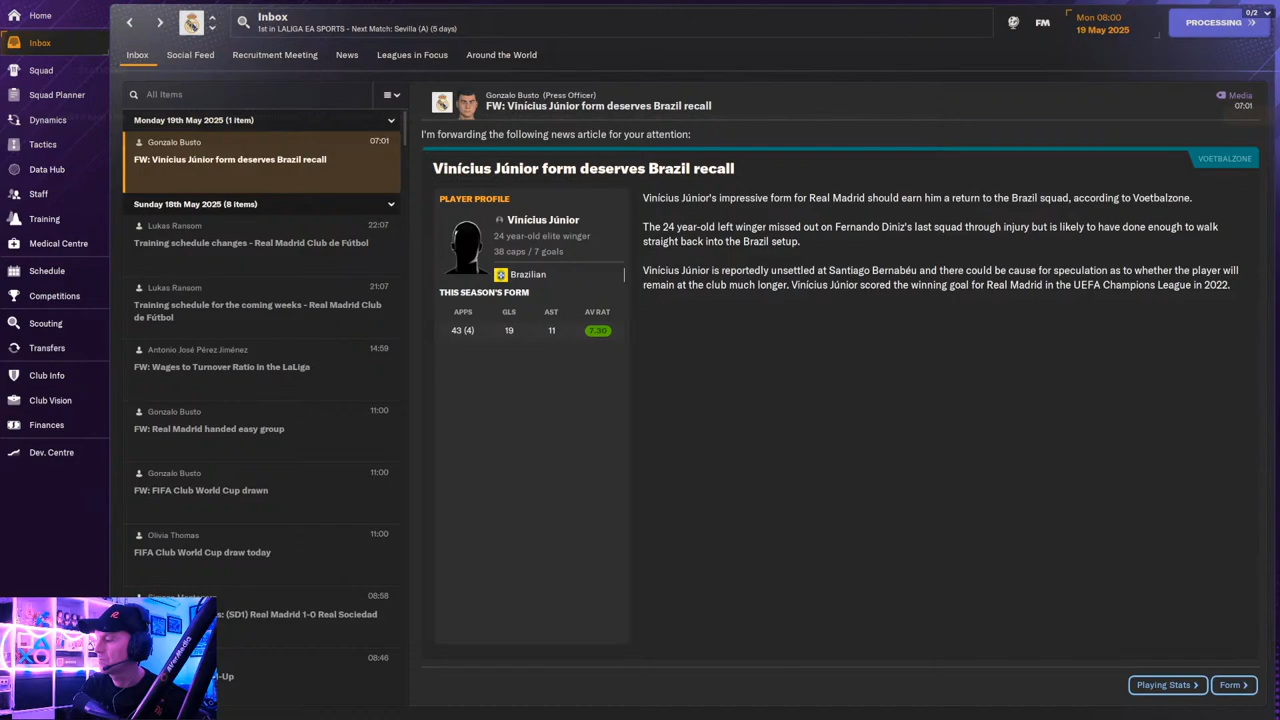 Home
Inbox
Squad
Squad Planner
Dynamics
Tactics
Data Hub
Staff
Training
Medical Centre
Schedule
Competitions
Scouting
Transfers
Club Info
Club Vision
Finances
Dev. Centre
Inbox
1st in LALIGA EA SPORTS - Next Match: Sevilla (A) (5 days)
FM
Mon 08:00
19 May 2025
0/2
PROCESSING
Inbox
Social Feed
Recruitment Meeting
News
Leagues in Focus
Around the World
All Items
Monday 19th May 2025 (1 item)
Gonzalo Busto 07:01
FW: Vinícius Júnior form deserves Brazil recall
Sunday 18th May 2025 (8 items)
Lukas Ransom 22:07
Training schedule changes - Real Madrid Club de Fútbol
Lukas Ransom 21:07
Training schedule for the coming weeks - Real Madrid Club
de Fútbol
Antonio José Pérez Jiménez 14:59
FW: Wages to Turnover Ratio in the LaLiga
Gonzalo Busto 11:00
FW: Real Madrid handed easy group
Gonzalo Busto 11:00
FW: FIFA Club World Cup drawn
Olivia Thomas 11:00
FIFA Club World Cup draw today
08:58
(SD1) Real Madrid 1-0 Real Sociedad
08:46
Gonzalo Busto (Press Officer)
FW: Vinícius Júnior form deserves Brazil recall
Media
07:01
I'm forwarding the following news article for your attention:
Vinícius Júnior form deserves Brazil recall
VOETBALZONE
PLAYER PROFILE
Vinícius Júnior
24 year-old elite winger
38 caps / 7 goals
Brazilian
THIS SEASON'S FORM
APPS GLS AST AV RAT
43 (4) 19 11 7.30
Vinícius Júnior's impressive form for Real Madrid should earn him a return to the Brazil squad, according to Voetbalzone.
The 24 year-old left winger missed out on Fernando Diniz's last squad through injury but is likely to have done enough to walk
straight back into the Brazil setup.
Vinícius Júnior is reportedly unsettled at Santiago Bernabéu and there could be cause for speculation as to whether the player will
remain at the club much longer. Vinícius Júnior scored the winning goal for Real Madrid in the UEFA Champions League in 2022.
Playing Stats
Form
AVerMedia